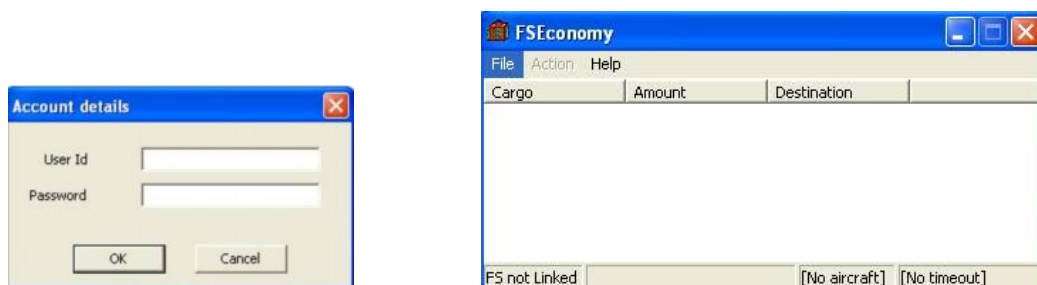 Account details
User Id
Password
OK Cancel
FSEconomy
File Action Help
Cargo Amount Destination
FS not Linked [No aircraft] [No timeout]